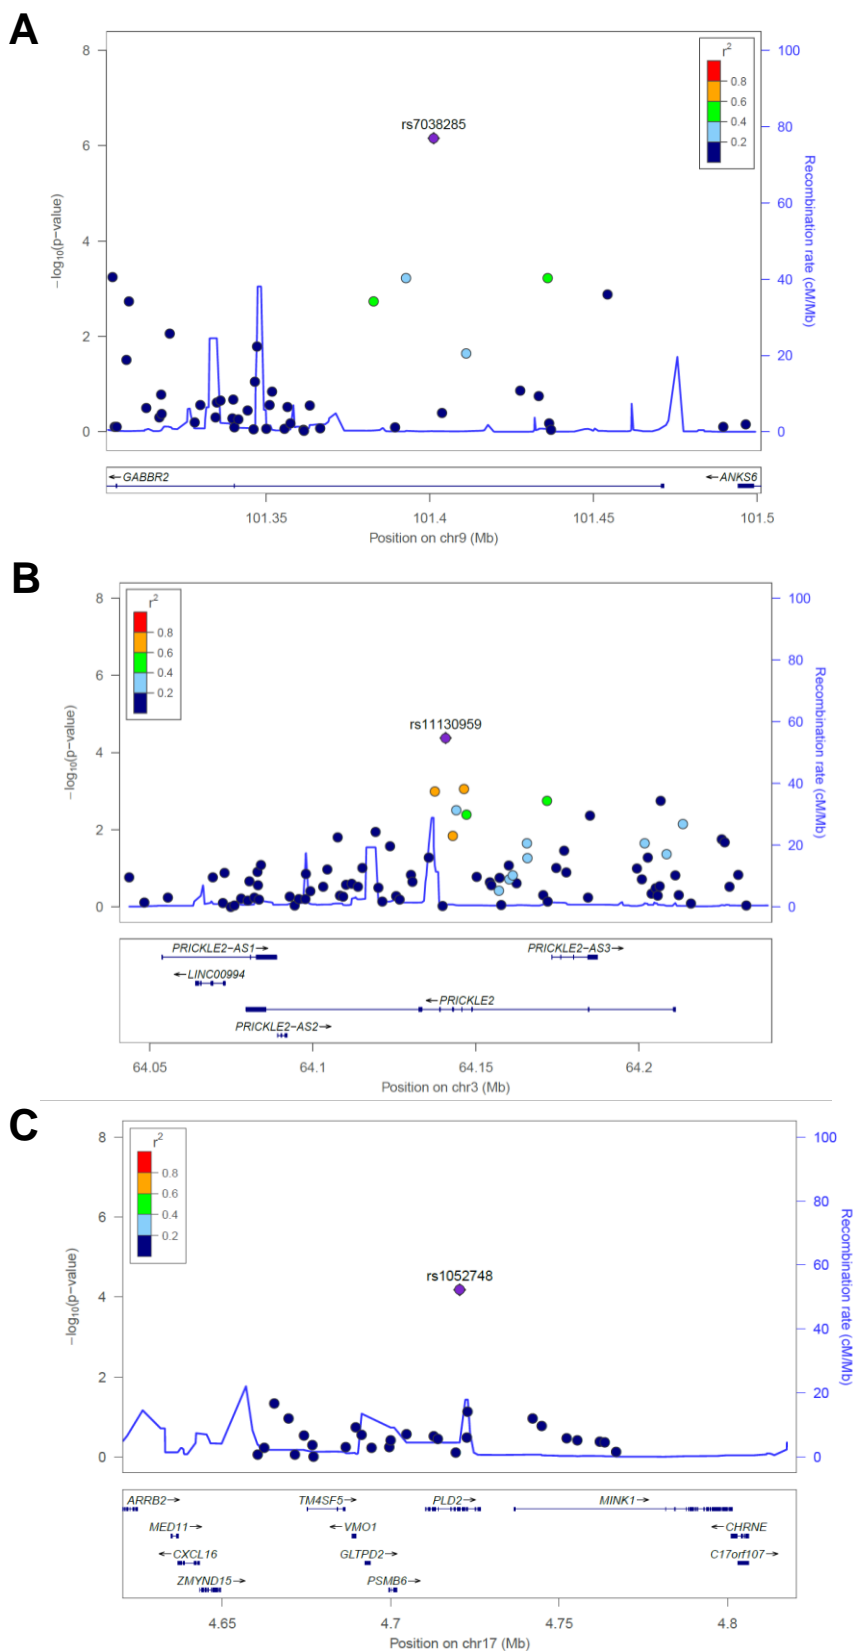 A
8
100
r2
0.8
0.6
0.4
0.2
rs7038285
80
6
60
−log10(p−value)
Recombination rate (cM/Mb)
4
40
2
20
0
0
GABBR2
ANKS6
101.35
101.4
101.45
101.5
Position on chr9 (Mb)
B
8
100
r2
0.8
0.6
0.4
0.2
80
6
60
rs11130959
−log10(p−value)
Recombination rate (cM/Mb)
4
40
2
20
0
0
PRICKLE2−AS1
PRICKLE2−AS3
LINC00994
PRICKLE2
PRICKLE2−AS2
64.05
64.1
64.15
64.2
Position on chr3 (Mb)
C
8
100
r2
0.8
0.6
0.4
0.2
80
6
60
rs1052748
−log10(p−value)
Recombination rate (cM/Mb)
4
40
2
20
0
0
ARRB2
TM4SF5
PLD2
MINK1
MED11
VMO1
CHRNE
CXCL16
GLTPD2
C17orf107
ZMYND15
PSMB6
4.65
4.7
4.75
4.8
Position on chr17 (Mb)